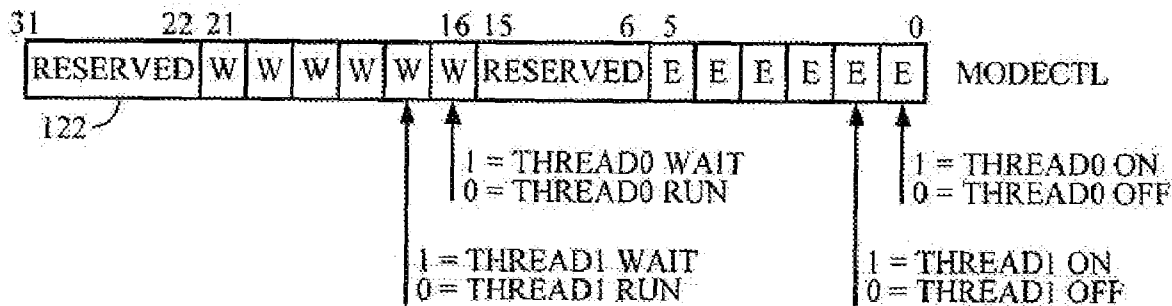 31 22 21 16 15 6 5 0
RESERVED W W W W W W RESERVED E E E E E E MODECTL
122
1 = THREAD0 WAIT
0 = THREAD0 RUN
1 = THREAD0 ON
0 = THREAD0 OFF
1 = THREAD1 WAIT
0 = THREAD1 RUN
1 = THREAD1 ON
0 = THREAD1 OFF